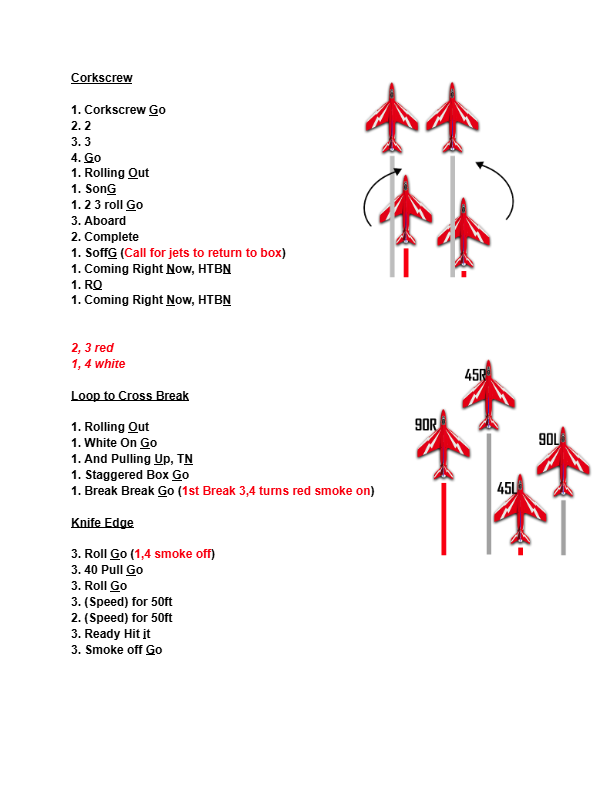 Corkscrew
1. Corkscrew Go
2. 2
3. 3
4. Go
1. Rolling Out
1. SonG
1. 2 3 roll Go
3. Aboard
2. Complete
1. SoffG (Call for jets to return to box)
1. Coming Right Now, HTBN
1. RQ
1. Coming Right Now, HTBN
2, 3 red
1, 4 white
Loop to Cross Break
1. Rolling Out
1. White On Go
1. And Pulling Up, TN
1. Staggered Box Go
1. Break Break Go (1st Break 3,4 turns red smoke on)
45R
90R
90L
45L
Knife Edge
3. Roll Go (1,4 smoke off)
3. 40 Pull Go
3. Roll Go
3. (Speed) for 50ft
2. (Speed) for 50ft
3. Ready Hit it
3. Smoke off Go